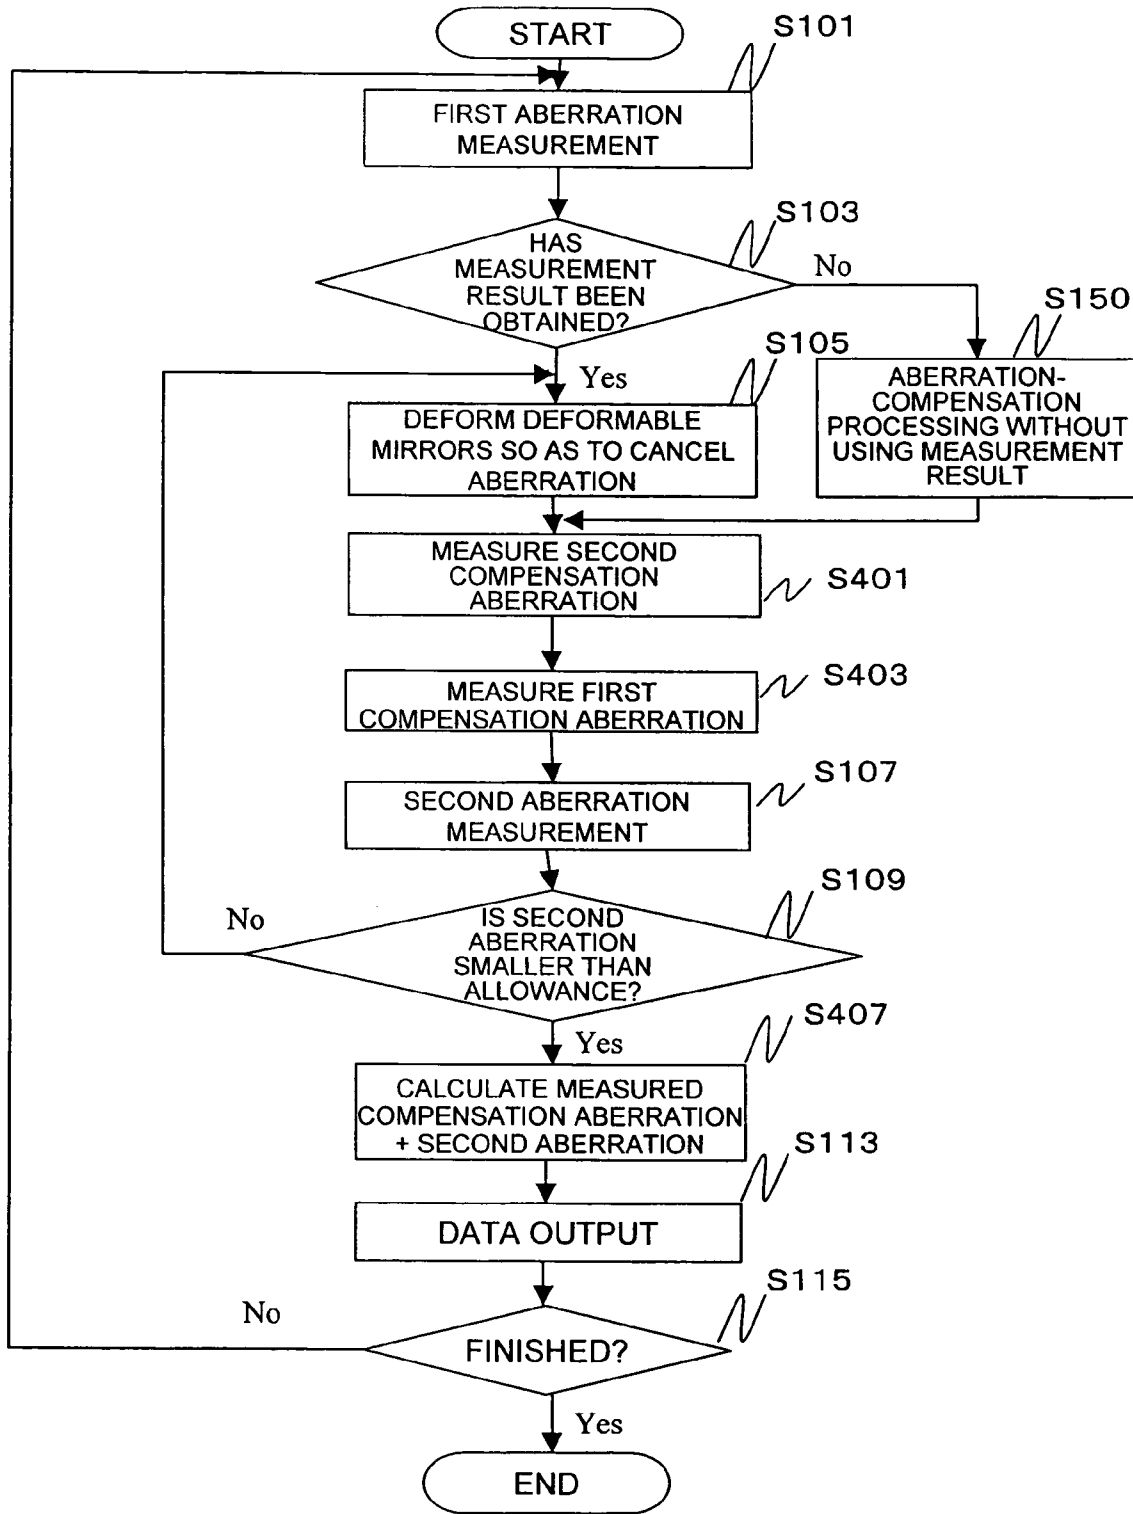 START
S101
FIRST ABERRATION
MEASUREMENT
S103
HAS
MEASUREMENT
RESULT BEEN
OBTAINED?
No
S150
S105
Yes
ABERRATION-
COMPENSATION
PROCESSING WITHOUT
USING MEASUREMENT
RESULT
DEFORM DEFORMABLE
MIRRORS SO AS TO CANCEL
ABERRATION
MEASURE SECOND
COMPENSATION
ABERRATION
S401
S403
MEASURE FIRST
COMPENSATION ABERRATION
S107
SECOND ABERRATION
MEASUREMENT
S109
No
IS SECOND
ABERRATION
SMALLER THAN
ALLOWANCE?
S407
Yes
CALCULATE MEASURED
COMPENSATION ABERRATION
+ SECOND ABERRATION
S113
DATA OUTPUT
S115
No
FINISHED?
Yes
END